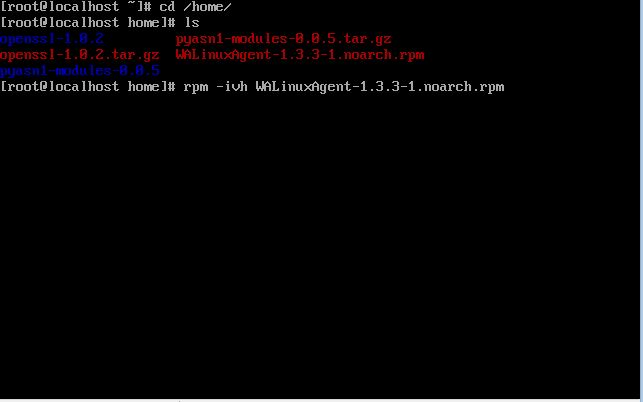 [root@localhost ~]# cd /home/
[root@localhost home]# ls
openssl-1.0.2         pyasn1-modules-0.0.5.tar.gz
openssl-1.0.2.tar.gz  WALinuxAgent-1.3.3-1.noarch.rpm
pyasn1-modules-0.0.5
[root@localhost home]# rpm -ivh WALinuxAgent-1.3.3-1.noarch.rpm